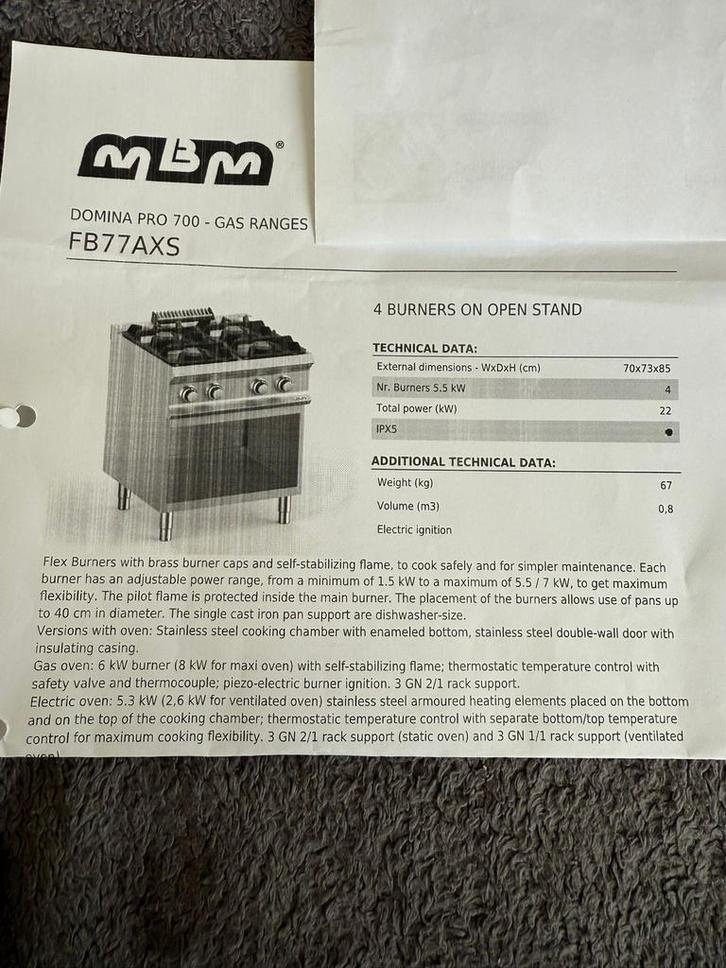 mBm®
DOMINA PRO 700 - GAS RANGES
FB77AXS
4 BURNERS ON OPEN STAND
TECHNICAL DATA:
External dimensions - WxDxH (cm) 70x73x85
Nr. Burners 5.5 kW 4
Total power (kW) 22
IPX5 ●
ADDITIONAL TECHNICAL DATA:
Weight (kg) 67
Volume (m3) 0,8
Electric ignition
Flex Burners with brass burner caps and self-stabilizing flame, to cook safely and for simpler maintenance. Each
burner has an adjustable power range, from a minimum of 1.5 kW to a maximum of 5.5 / 7 kW, to get maximum
flexibility. The pilot flame is protected inside the main burner. The placement of the burners allows use of pans up
to 40 cm in diameter. The single cast iron pan support are dishwasher-size.
Versions with oven: Stainless steel cooking chamber with enameled bottom, stainless steel double-wall door with
insulating casing.
Gas oven: 6 kW burner (8 kW for maxi oven) with self-stabilizing flame; thermostatic temperature control with
safety valve and thermocouple; piezo-electric burner ignition. 3 GN 2/1 rack support.
Electric oven: 5.3 kW (2,6 kW for ventilated oven) stainless steel armoured heating elements placed on the bottom
and on the top of the cooking chamber; thermostatic temperature control with separate bottom/top temperature
control for maximum cooking flexibility. 3 GN 2/1 rack support (static oven) and 3 GN 1/1 rack support (ventilated
oven)